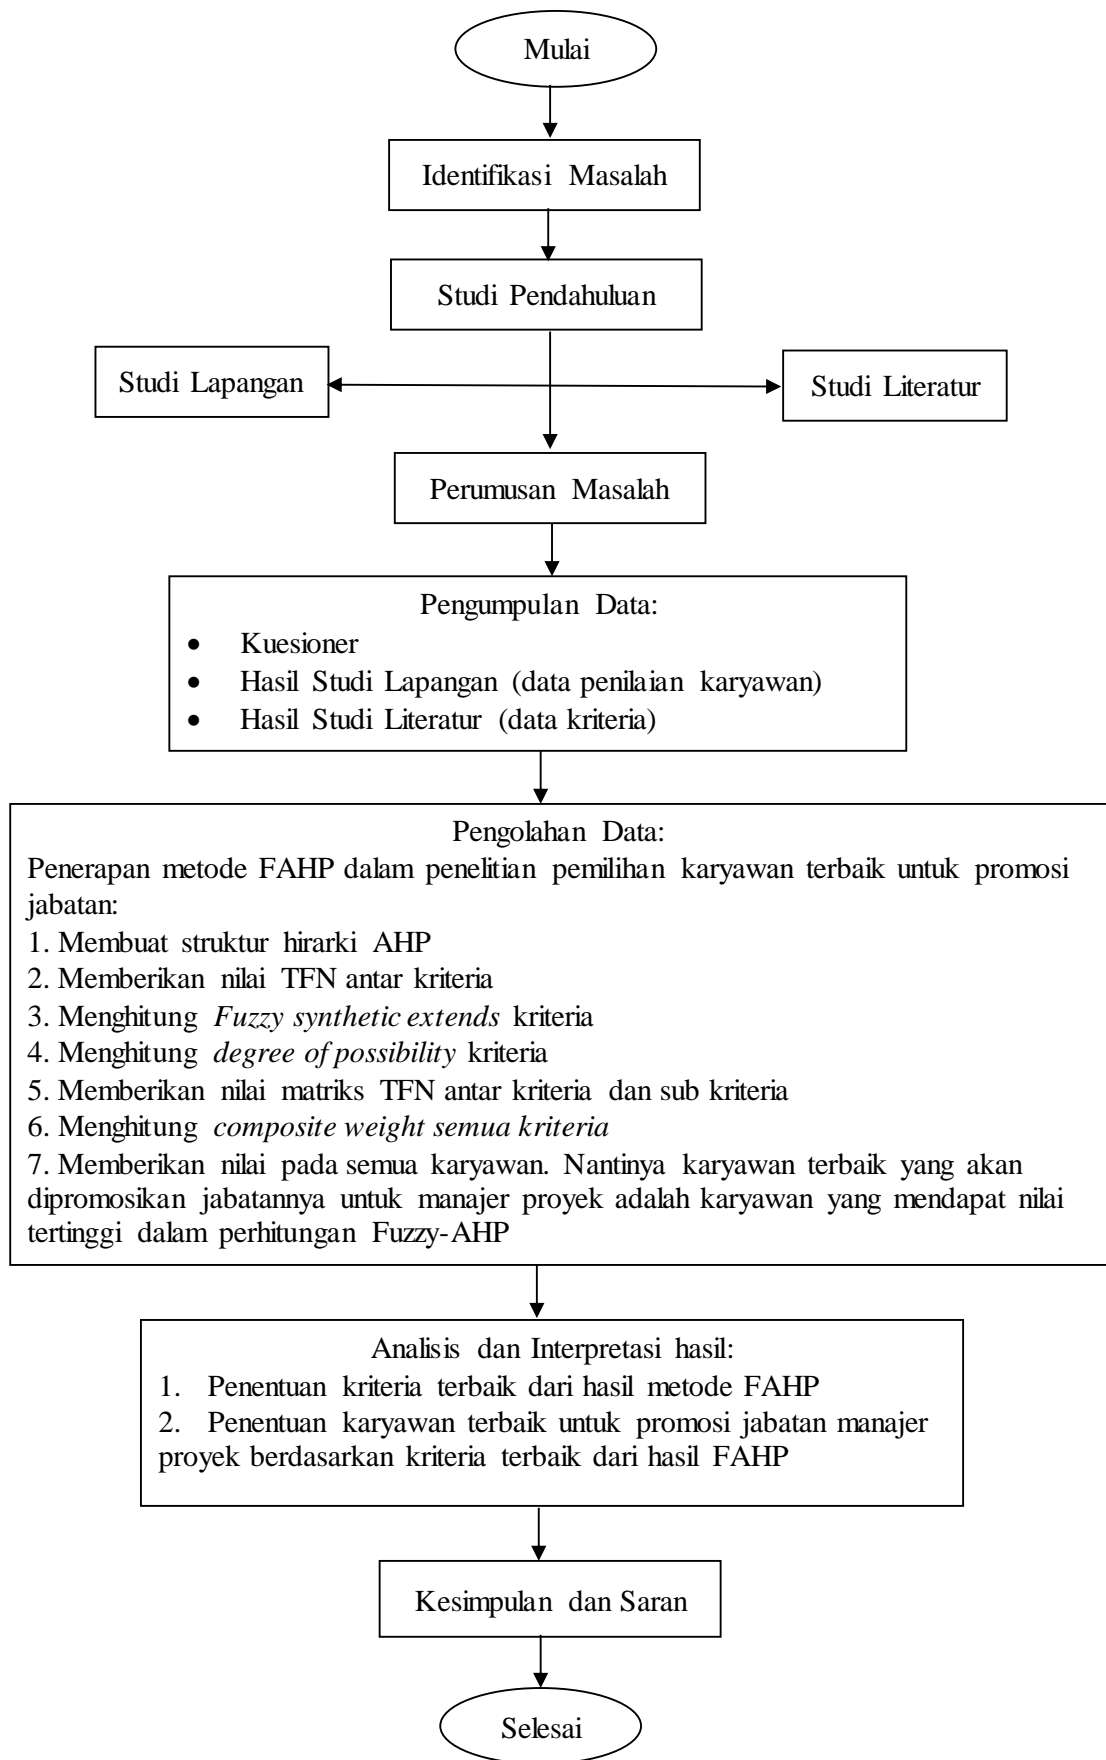 Mulai
Identifikasi Masalah
Studi Pendahuluan
Studi Lapangan
Studi Literatur
Perumusan Masalah
Pengumpulan Data:
• Kuesioner
• Hasil Studi Lapangan (data penilaian karyawan)
• Hasil Studi Literatur (data kriteria)
Pengolahan Data:
Penerapan metode FAHP dalam penelitian pemilihan karyawan terbaik untuk promosi
jabatan:
1. Membuat struktur hirarki AHP
2. Memberikan nilai TFN antar kriteria
3. Menghitung Fuzzy synthetic extends kriteria
4. Menghitung degree of possibility kriteria
5. Memberikan nilai matriks TFN antar kriteria dan sub kriteria
6. Menghitung composite weight semua kriteria
7. Memberikan nilai pada semua karyawan. Nantinya karyawan terbaik yang akan
dipromosikan jabatannya untuk manajer proyek adalah karyawan yang mendapat nilai
tertinggi dalam perhitungan Fuzzy-AHP
Analisis dan Interpretasi hasil:
1. Penentuan kriteria terbaik dari hasil metode FAHP
2. Penentuan karyawan terbaik untuk promosi jabatan manajer
proyek berdasarkan kriteria terbaik dari hasil FAHP
Kesimpulan dan Saran
Selesai